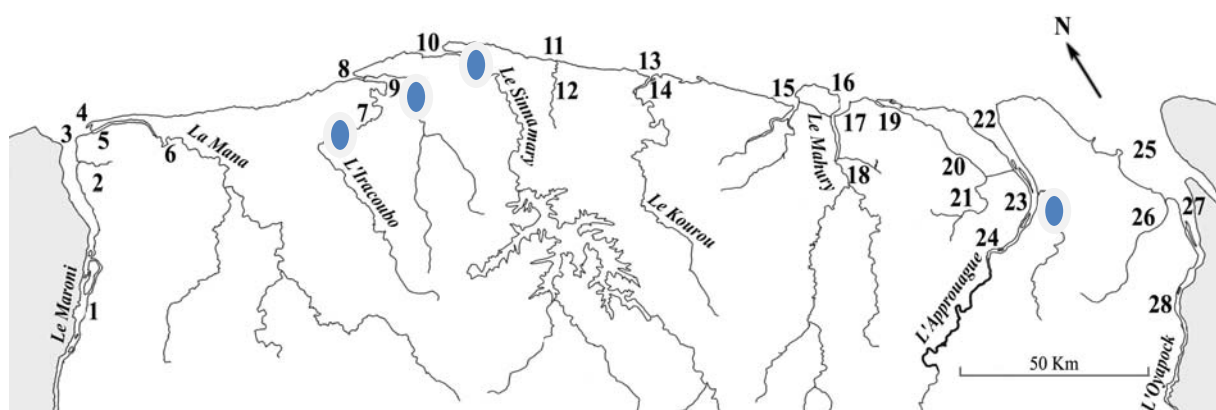 N
10
11
13
8
9
12
14
15
16
17
19
22
4
3
5
7
6
2
La Mana
L'Iracoubo
Le Sinnamary
Le Kourou
Le Mahury
18
20
21
23
24
25
26
27
28
1
Le Maroni
L'Approuague
L'Oyapock
50 Km